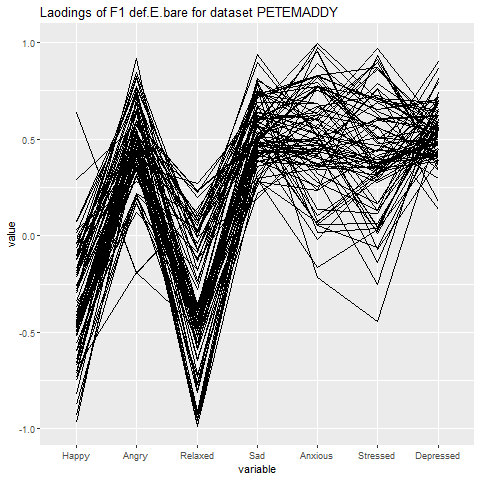 Laodings of F1 def.E.bare for dataset PETEMADDY
1.0
0.5
0.0
-0.5
-1.0
value
Happy Angry Relaxed Sad Anxious Stressed Depressed
variable